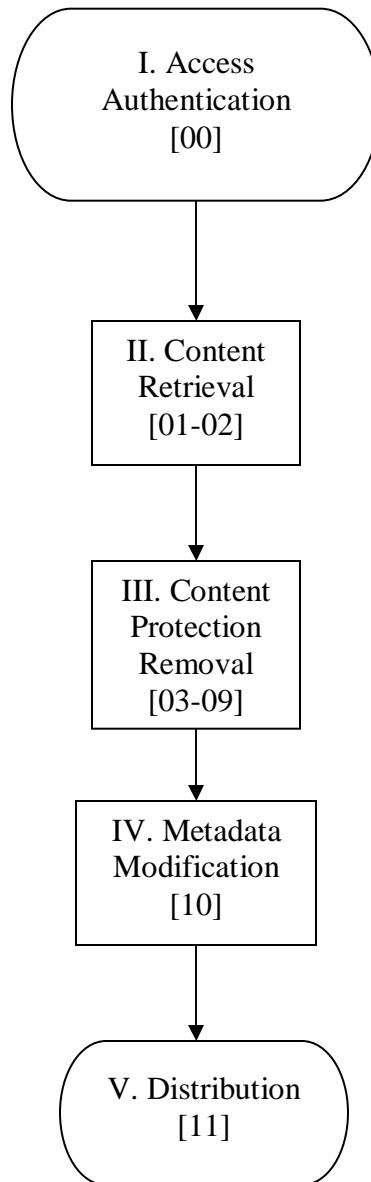 I. Access
Authentication
[00]
II. Content
Retrieval
[01-02]
III. Content
Protection
Removal
[03-09]
IV. Metadada
Modification
[10]
V. Distribution
[11]